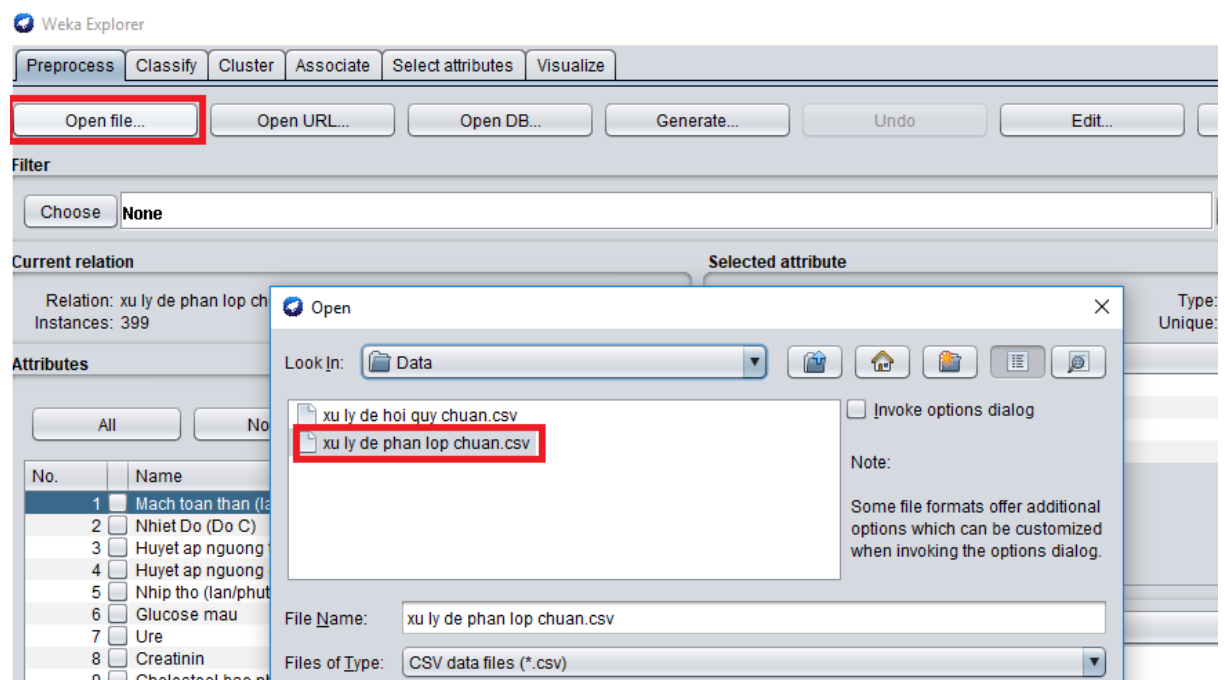 Weka Explorer
Preprocess Classify Cluster Associate Select attributes Visualize
Open file... Open URL... Open DB... Generate... Undo Edit...
Filter
Choose None
Current relation Selected attribute
Relation: xu ly de phan lop ch Type:
Instances: 399 Unique:
Open
Look In: Data
Attributes
xu ly de hoi quy chuan.csv
xu ly de phan lop chuan.csv
Invoke options dialog
Note:
Some file formats offer additional
options which can be customized
when invoking the options dialog.
All No
No. Name
1 Mach toan than (la
2 Nhiet Do (Do C)
3 Huyet ap nguong
4 Huyet ap nguong
5 Nhip tho (lan/phut
6 Glucose mau
7 Ure
8 Creatinin
File Name: xu ly de phan lop chuan.csv
Files of Type: CSV data files (*.csv)